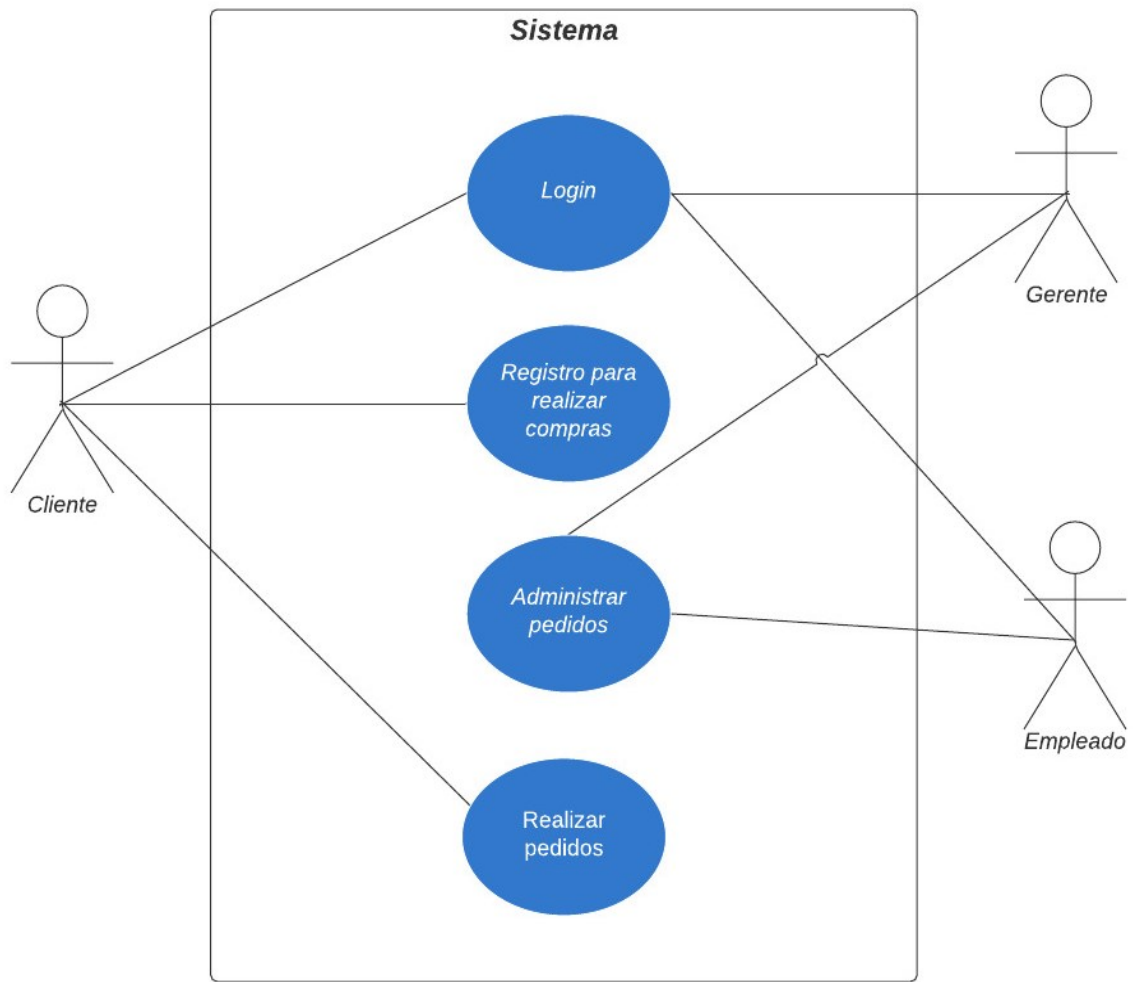 Sistema
Login
Gerente
Registro para
realizar
compras
Cliente
Administrar
pedidos
Empleado
Realizar
pedidos